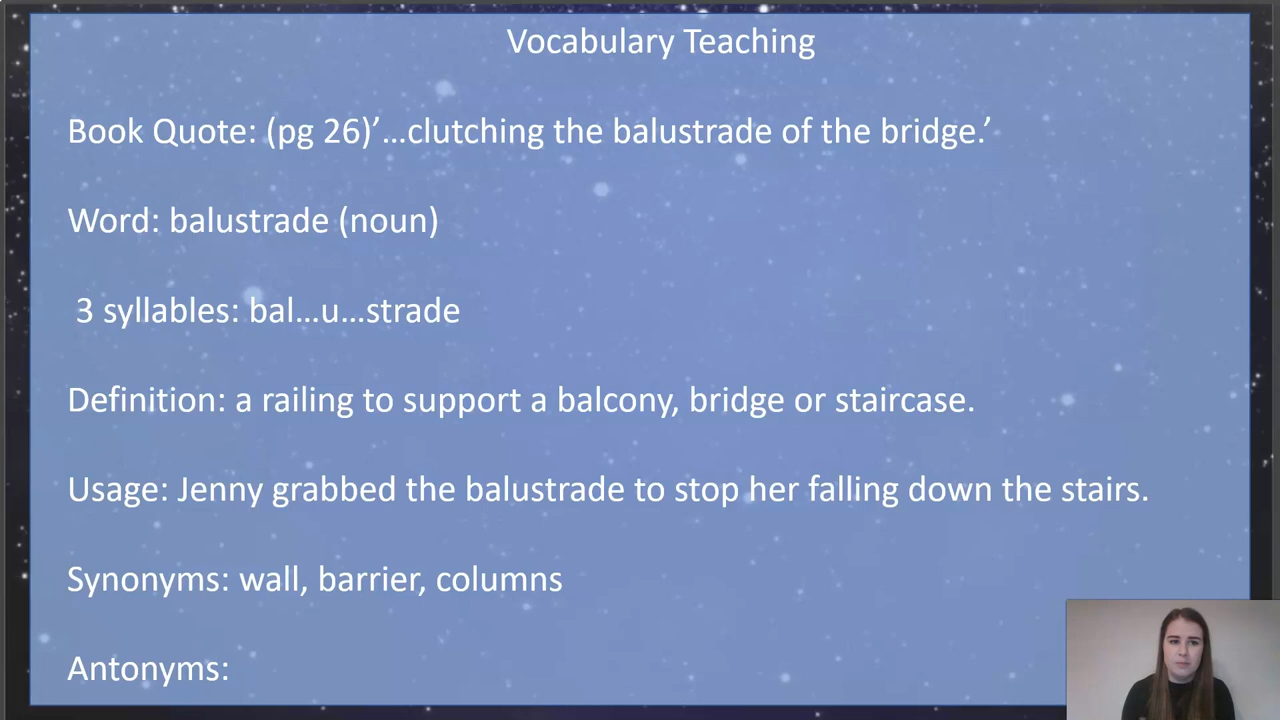 Vocabulary Teaching
Book Quote: (pg 26)’…clutching the balustrade of the bridge.’
Word: balustrade (noun)
3 syllables: bal…u…strade
Definition: a railing to support a balcony, bridge or staircase.
Usage: Jenny grabbed the balustrade to stop her falling down the stairs.
Synonyms: wall, barrier, columns
Antonyms: